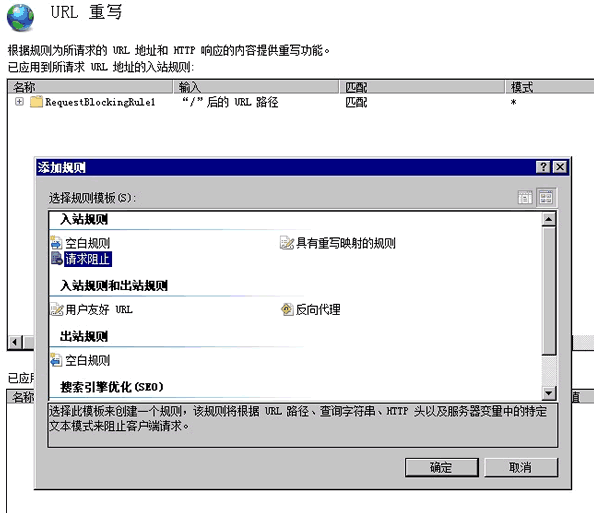 URL 重写
根据规则为所请求的 URL 地址和 HTTP 响应的内容提供重写功能。
已应用到所请求 URL 地址的入站规则:
名称 输入 匹配 模式
RequestBlockingRule1 “/”后的 URL 路径 匹配 *
添加规则
选择规则模板(S):
入站规则
空白规则 具有重写映射的规则
请求阻止
入站规则和出站规则
用户友好 URL 反向代理
出站规则
空白规则
搜索引擎优化(SEO)
已应
名称 值
选择此模板来创建一个规则，该规则将根据 URL 路径、查询字符串、HTTP 头以及服务器变量中的特定
文本模式来阻止客户端请求。
确定 取消